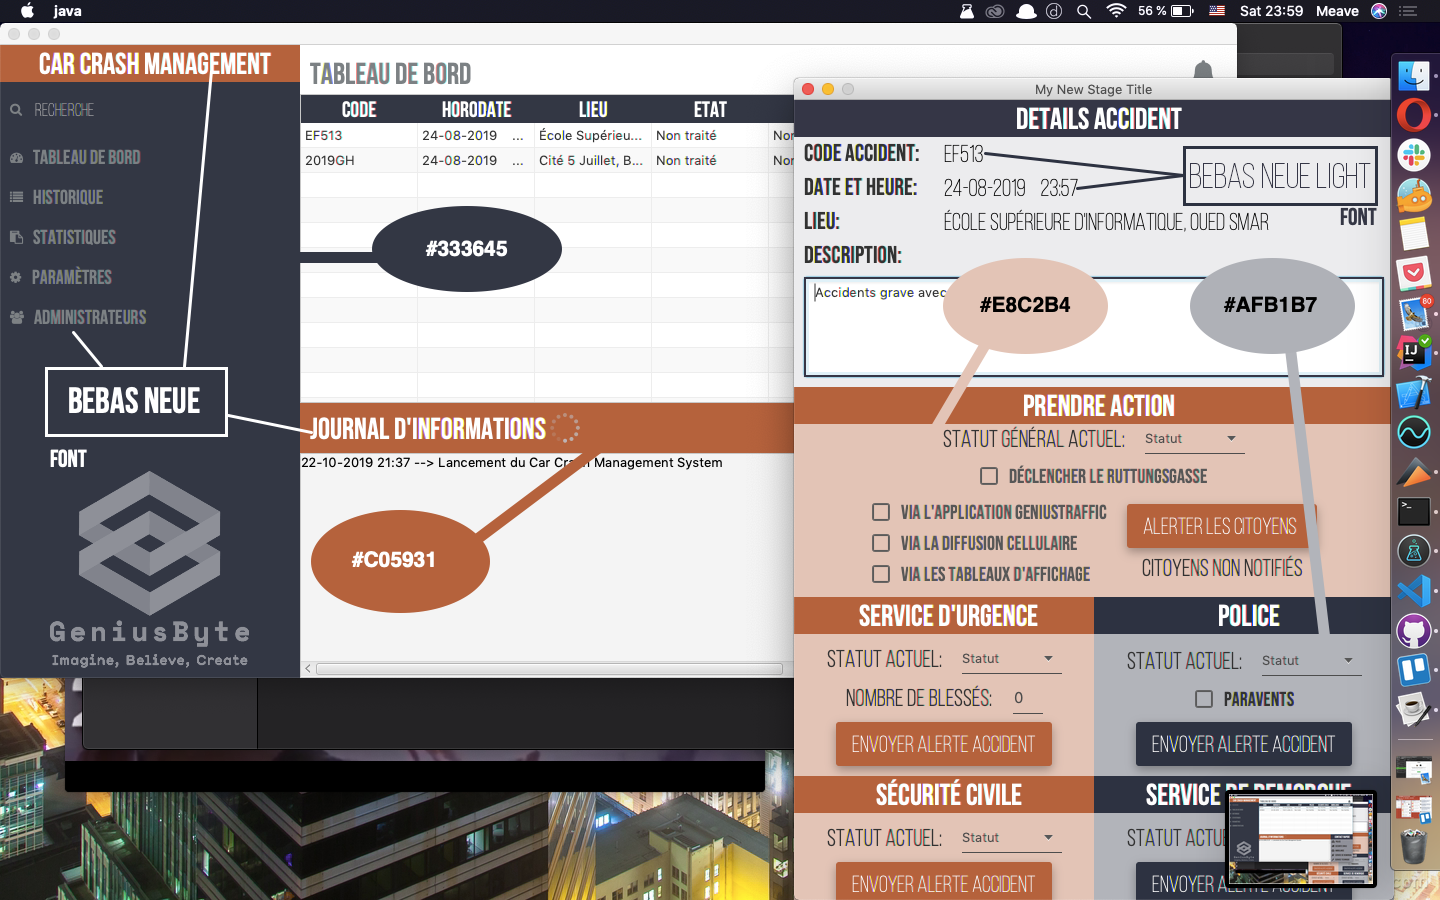 java
56 %
Sat 23:59
Meave
CAR CRASH MANAGEMENT
RECHERCHE
TABLEAU DE BORD
HISTORIQUE
STATISTIQUES
PARAMÈTRES
ADMINISTRATEURS
BEBAS NEUE
FONT
GeniusByte
Imagine, Believe, Create
TABLEAU DE BORD
CODE HORODATE LIEU ETAT
EF513 24-08-2019 ... École Supérieu... Non traité Non
2019GH 24-08-2019 ... Cité 5 Juillet, B... Non traité Non
#333645
JOURNAL D'INFORMATIONS
22-10-2019 21:37 --> Lancement du Car Crash Management System
#C05931
My New Stage Title
DETAILS ACCIDENT
CODE ACCIDENT: EF513
DATE ET HEURE: 24-08-2019 23:57
BEBAS NEUE LIGHT
FONT
LIEU: ÉCOLE SUPÉRIEURE D'INFORMATIQUE, OUED SMAR
DESCRIPTION:
Accidents grave avec
#E8C2B4
#AFB1B7
PRENDRE ACTION
STATUT GÉNÉRAL ACTUEL: Statut
DÉCLENCHER LE RUTTUNGSGASSE
VIA L'APPLICATION GENIUSTRAFFIC
VIA LA DIFFUSION CELLULAIRE
VIA LES TABLEAUX D'AFFICHAGE
ALERTER LES CITOYENS
CITOYENS NON NOTIFIÉS
SERVICE D'URGENCE
STATUT ACTUEL: Statut
NOMBRE DE BLESSÉS: 0
ENVOYER ALERTE ACCIDENT
POLICE
STATUT ACTUEL: Statut
PARAVENTS
ENVOYER ALERTE ACCIDENT
SÉCURITÉ CIVILE
STATUT ACTUEL: Statut
ENVOYER ALERTE ACCIDENT
SERVICE DE REMORQUE
STATUT
ENVOYER
80
IJ